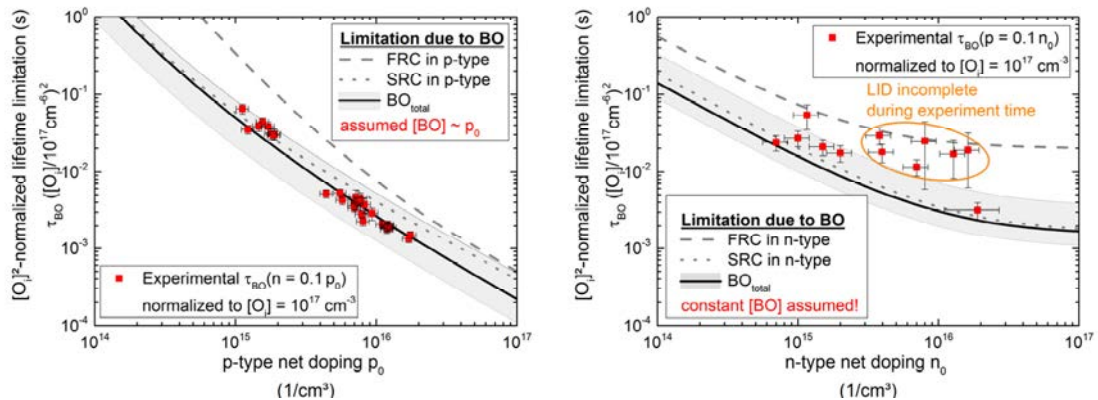 [Oᵢ]²-normalized lifetime limitation (s)
τBO ([Oᵢ]/10¹⁷cm⁻⁶)²
10⁰
10⁻¹
10⁻²
10⁻³
10⁻⁴
Limitation due to BO
FRC in p-type
SRC in p-type
BOtotal
assumed [BO] ~ p₀
Experimental τBO(n = 0.1 p₀)
normalized to [Oᵢ] = 10¹⁷ cm⁻³
10¹⁴
10¹⁵
10¹⁶
10¹⁷
p-type net doping p₀
(1/cm³)
[Oᵢ]²-normalized lifetime limitation (s)
τBO ([Oᵢ]/10¹⁷cm⁻⁶)²
10⁰
10⁻¹
10⁻²
10⁻³
10⁻⁴
Experimental τBO(p = 0.1 n₀)
normalized to [Oᵢ] = 10¹⁷ cm⁻³
LID incomplete
during experiment time
Limitation due to BO
FRC in n-type
SRC in n-type
BOtotal
constant [BO] assumed!
10¹⁴
10¹⁵
10¹⁶
10¹⁷
n-type net doping n₀
(1/cm³)